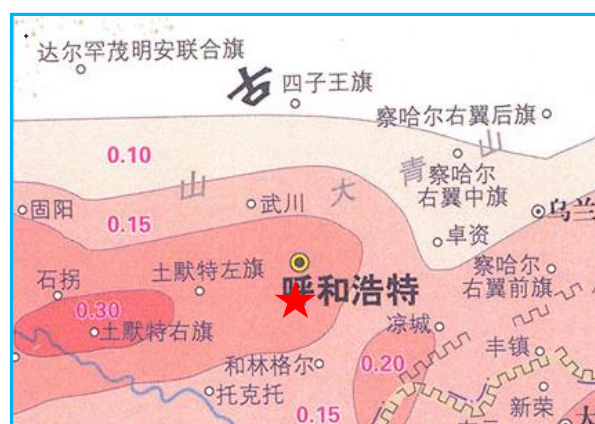 达尔罕茂明安联合旗
四子王旗
察哈尔右翼后旗
0.10
山
大
青
山
察哈尔
右翼中旗
固阳
0.15
武川
乌兰
卓资
石拐
土默特左旗
呼和浩特
察哈尔
右翼前旗
0.30
土默特右旗
凉城
0.20
丰镇
和林格尔
托克托
0.15
新荣
大